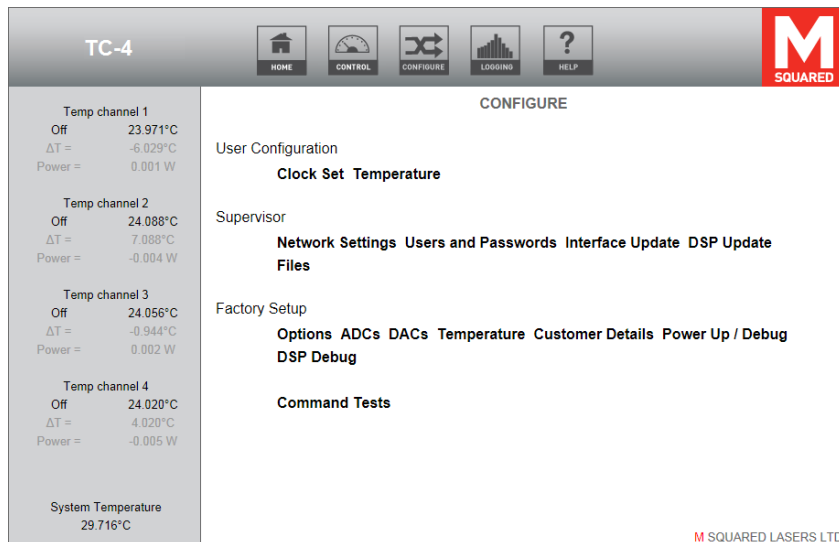 TC-4
HOME
CONTROL
CONFIGURE
LOGGING
?
HELP
M
SQUARED
Temp channel 1
Off 23.971°C
ΔT = -6.029°C
Power = 0.001 W
Temp channel 2
Off 24.088°C
ΔT = 7.088°C
Power = -0.004 W
Temp channel 3
Off 24.056°C
ΔT = -0.944°C
Power = 0.002 W
Temp channel 4
Off 24.020°C
ΔT = 4.020°C
Power = -0.005 W
System Temperature
29.716°C
CONFIGURE
User Configuration
Clock Set Temperature
Supervisor
Network Settings Users and Passwords Interface Update DSP Update
Files
Factory Setup
Options ADCs DACs Temperature Customer Details Power Up / Debug
DSP Debug
Command Tests
M SQUARED LASERS LTD